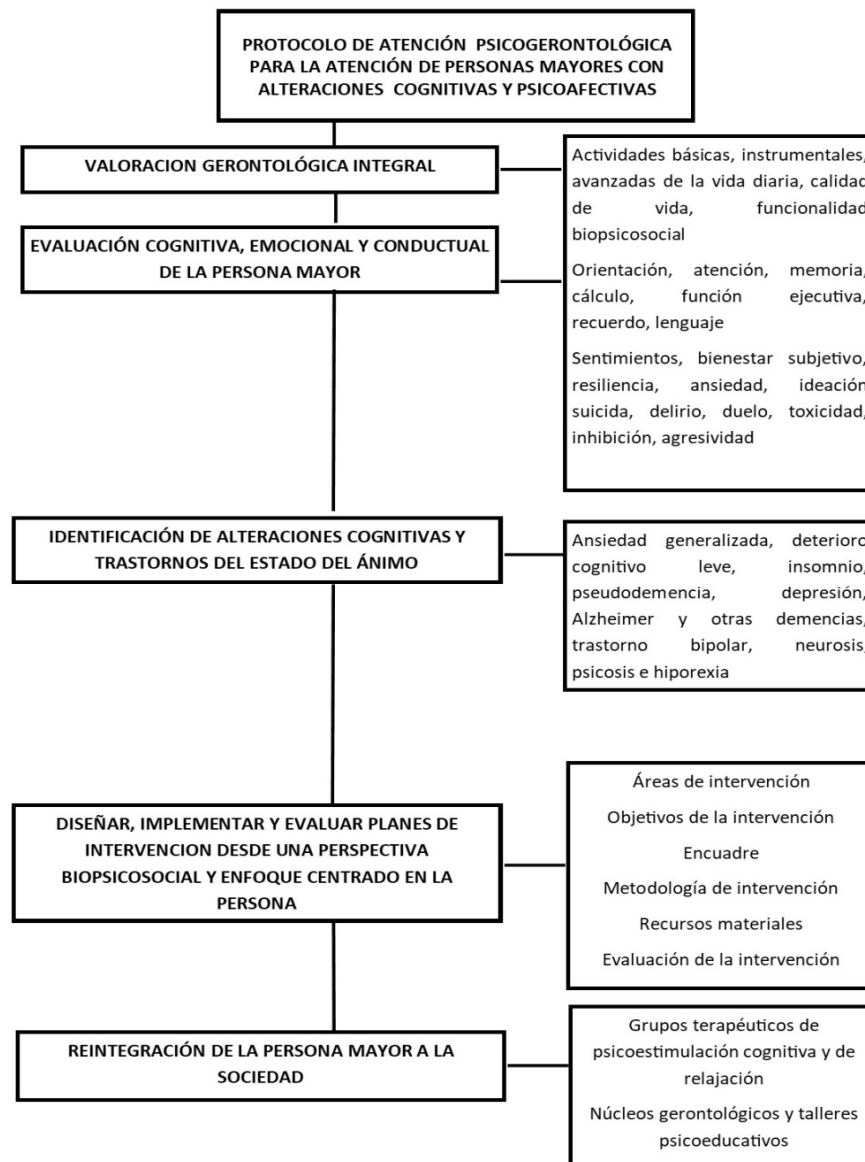 PROTOCOLO DE ATENCIÓN PSICOGERONTOLÓGICA
PARA LA ATENCIÓN DE PERSONAS MAYORES CON
ALTERACIONES COGNITIVAS Y PSICOAFECTIVAS
VALORACION GERONTOLÓGICA INTEGRAL
Actividades básicas, instrumentales,
avanzadas de la vida diaria, calidad
de vida, funcionalidad
biopsicosocial
EVALUACIÓN COGNITIVA, EMOCIONAL Y CONDUCTUAL
DE LA PERSONA MAYOR
Orientación, atención, memoria,
cálculo, función ejecutiva,
recuerdo, lenguaje
Sentimientos, bienestar subjetivo,
resiliencia, ansiedad, ideación
suicida, delirio, duelo, toxicidad,
inhibición, agresividad
IDENTIFICACIÓN DE ALTERACIONES COGNITIVAS Y
TRASTORNOS DEL ESTADO DEL ÁNIMO
Ansiedad generalizada, deterioro
cognitivo leve, insomnio,
pseudodemencia, depresión,
Alzheimer y otras demencias,
trastorno bipolar, neurosis,
psicosis e hiporexia
DISEÑAR, IMPLEMENTAR Y EVALUAR PLANES DE
INTERVENCION DESDE UNA PERSPECTIVA
BIOPSICOSOCIAL Y ENFOQUE CENTRADO EN LA
PERSONA
Áreas de intervención
Objetivos de la intervención
Encuadre
Metodología de intervención
Recursos materiales
Evaluación de la intervención
REINTEGRACIÓN DE LA PERSONA MAYOR A LA
SOCIEDAD
Grupos terapéuticos de
psicoestimulación cognitiva y de
relajación
Núcleos gerontológicos y talleres
psicoeducativos